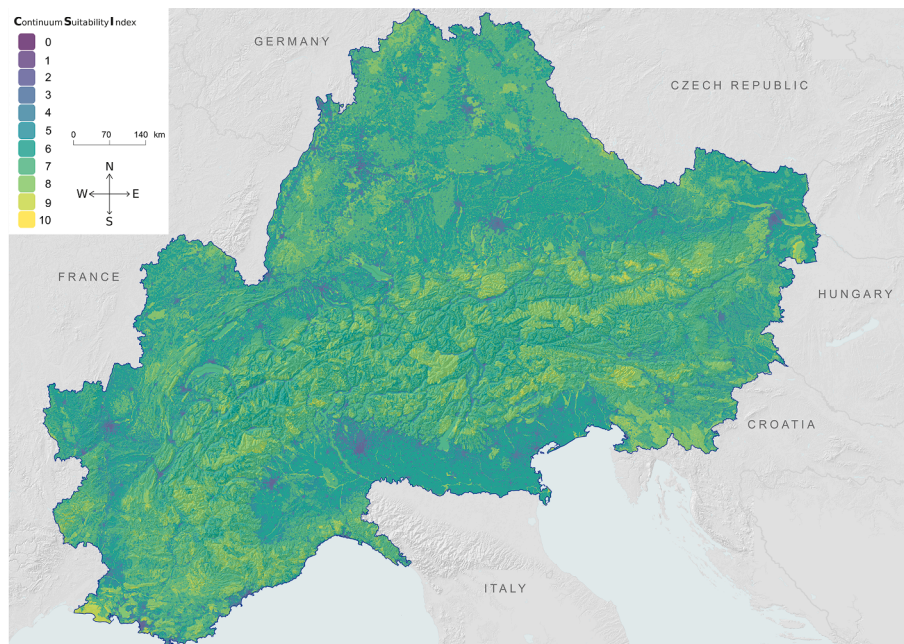 Continuum Suitability Index
0
1
2
3
4
5
6
7
8
9
10
0 70 140 km
N
W E
S
GERMANY
CZECH REPUBLIC
FRANCE
HUNGARY
CROATIA
ITALY